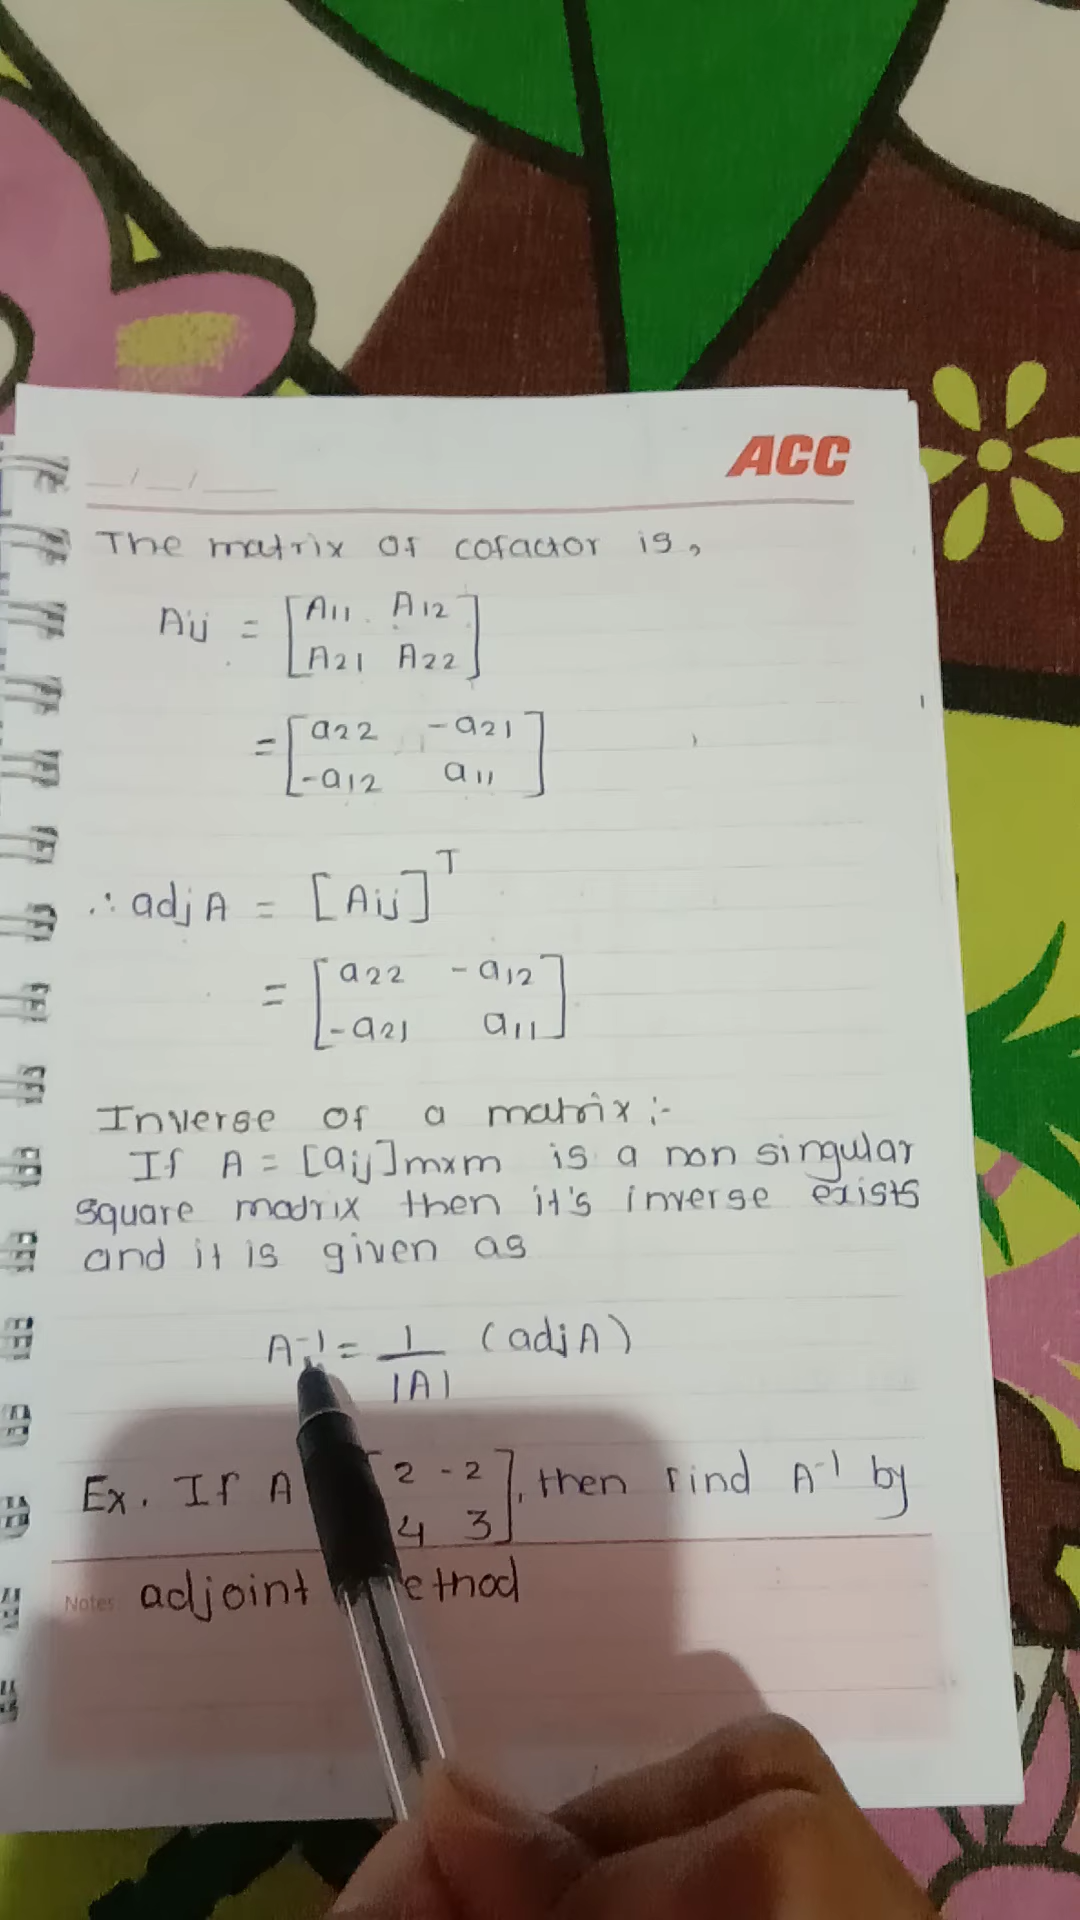 ACC
The matrix of cofactor is,
Aij = [A11 A12
A21 A22]
= [a22 -a21
-a12 a11]
∴ adj A = [Aij]^T
= [a22 -a12
-a21 a11]
Inverse of a matrix :-
If A = [aij]mxm is a non singular
square matrix then it's inverse exists
and it is given as
A^-1 = 1/|A| (adj A)
Ex. If A [2 -2
4 3], then find A^-1 by
Notes adjoint ethod